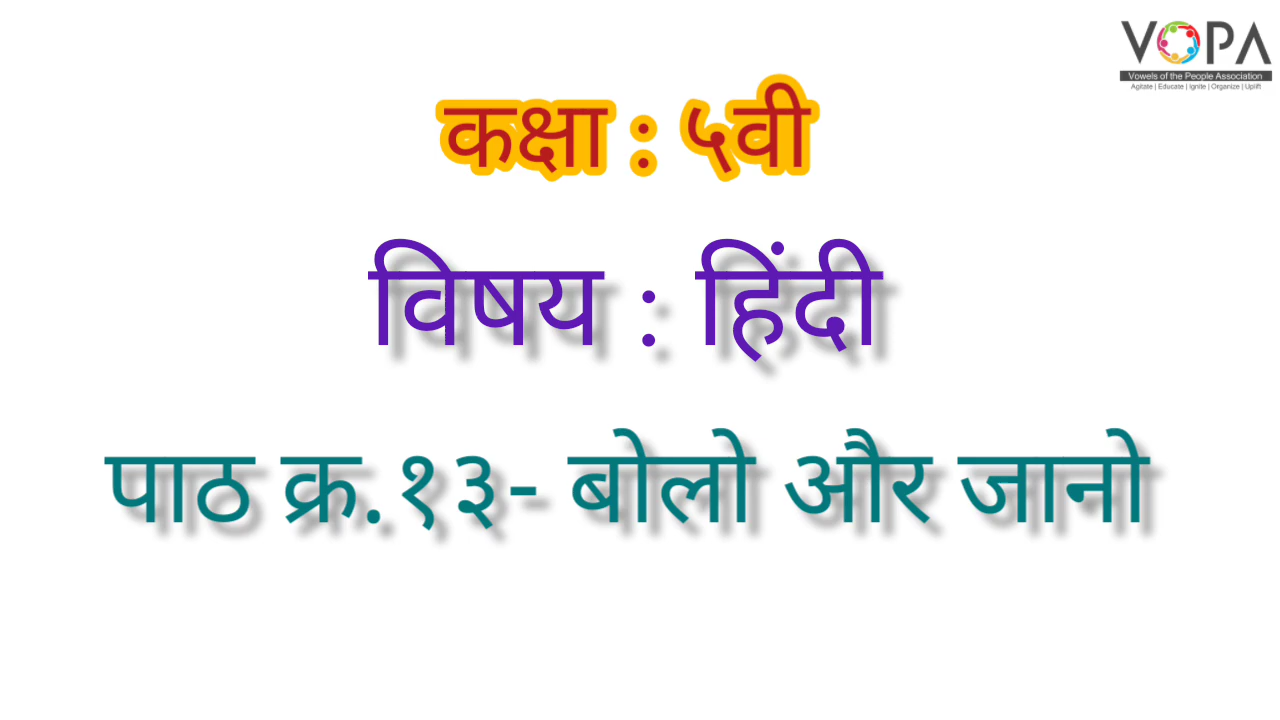 VOPA
Vowels of the People Association
Agitate | Educate | Ignite | Organize | Uplift
कक्षा : ५वी
विषय : हिंदी
पाठ क्र.१३- बोलो और जानो